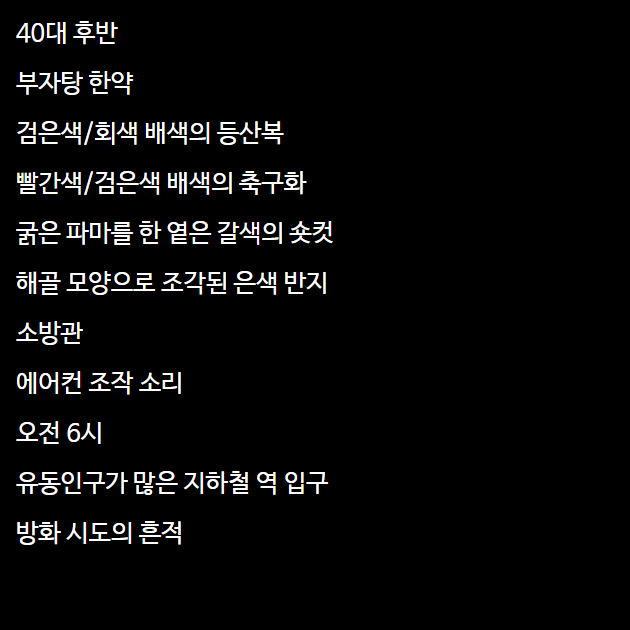 40대 후반
부자탕 한약
검은색/회색 배색의 등산복
빨간색/검은색 배색의 축구화
굵은 파마를 한 옅은 갈색의 숏컷
해골 모양으로 조각된 은색 반지
소방관
에어컨 조작 소리
오전 6시
유동인구가 많은 지하철 역 입구
방화 시도의 흔적